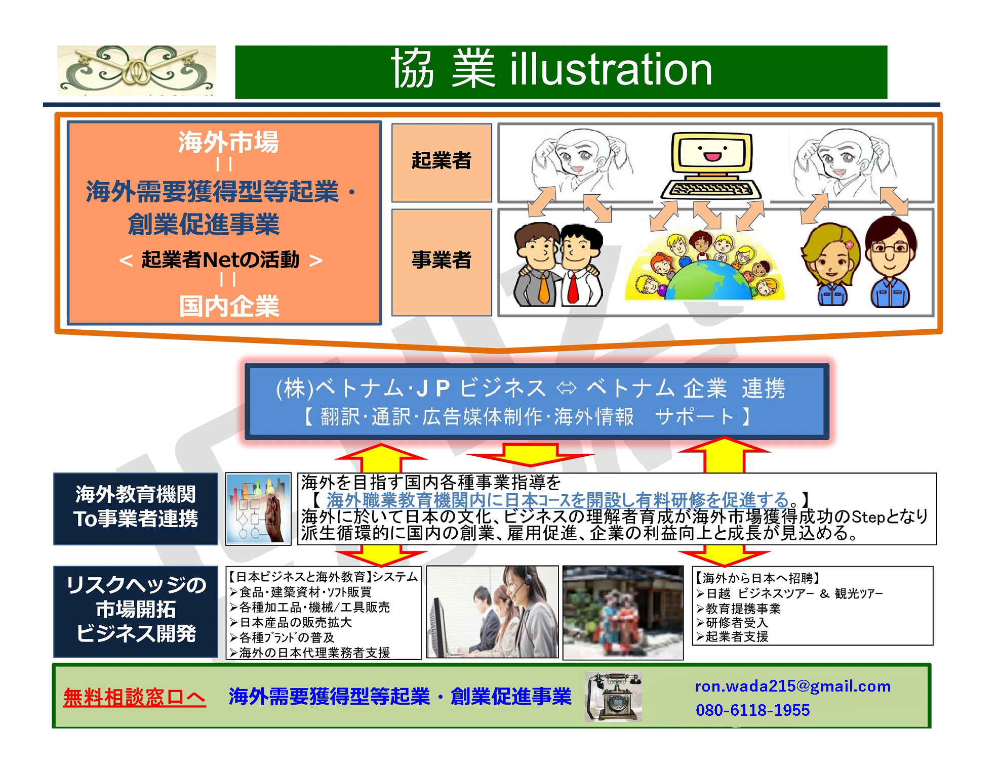 協 業 illustration
海外市場
||
海外需要獲得型等起業・
創業促進事業
< 起業者Netの活動 >
||
国内企業
起業者
事業者
(株)ベトナム･ＪＰ ビジネス ⇔ ベトナム 企業　連携
【 翻訳･通訳･広告媒体制作･海外情報　サポート 】
海外教育機関
To事業者連携
海外を目指す国内各種事業指導を
【 海外職業教育機関内に日本ｺｰｽを開設し有料研修を促進する。】
海外に於いて日本の文化、ビジネスの理解者育成が海外市場獲得成功のStepとなり
派生循環的に国内の創業、雇用促進、企業の利益向上と成長が見込める。
リスクヘッジの
市場開拓
ビジネス開発
【日本ビジネスと海外教育】システム
➢食品･建築資材･ｿﾌﾄ販買
➢各種加工品･機械/工具販売
➢日本産品の販売拡大
➢各種ﾌﾞﾗﾝﾄﾞの普及
➢海外の日本代理業務者支援
【海外から日本へ招聘】
➢日越 ビジネスツアー ＆ 観光ﾂｱｰ
➢教育提携事業
➢研修者受入
➢起業者支援
無料相談窓口へ
海外需要獲得型等起業・創業促進事業
ron.wada215@gmail.com
080-6118-1955